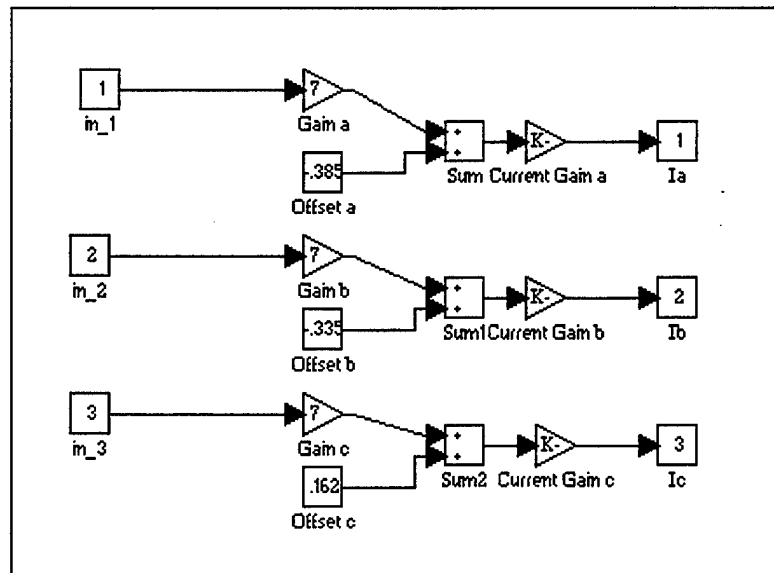 1
in_1
7
Gain a
-.385
Offset a
+
+
Sum
K-
Current Gain a
1
Ia
2
in_2
7
Gain b
-.335
Offset b
+
+
Sum1
K-
Current Gain b
2
Ib
3
in_3
7
Gain c
.162
Offset c
+
+
Sum2
K-
Current Gain c
3
Ic